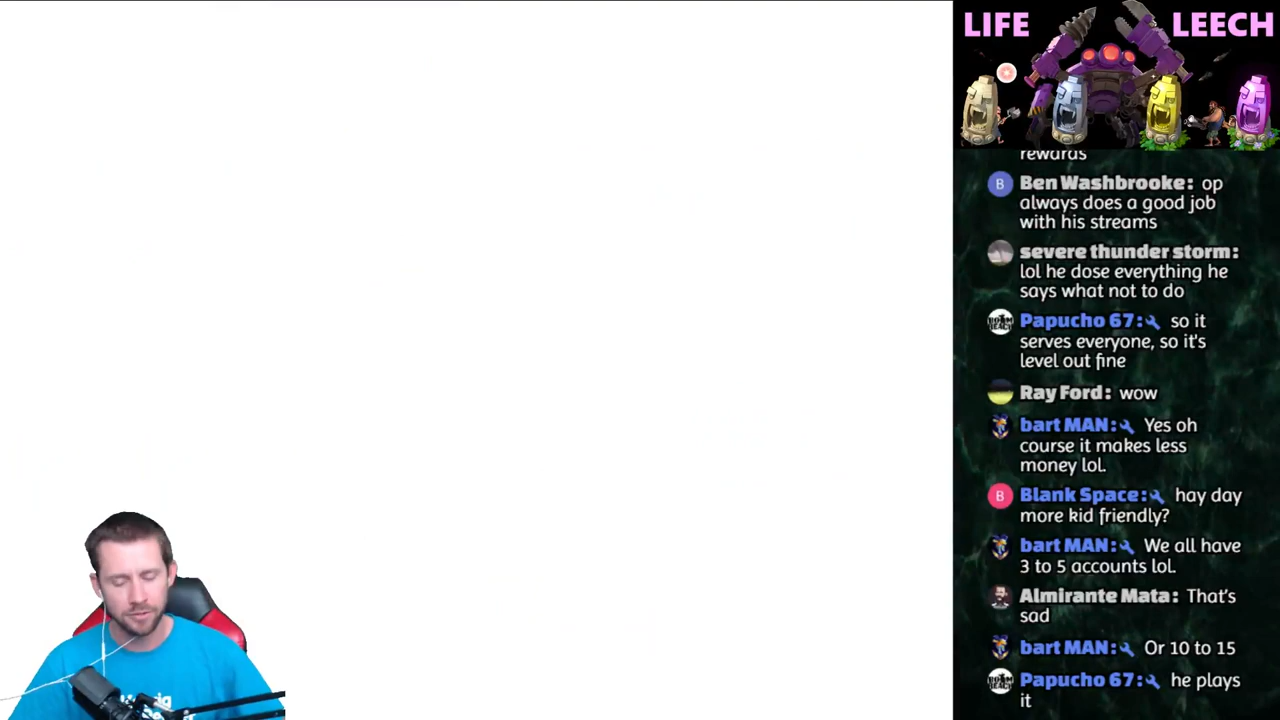 LIFE LEECH
rewards
Ben Washbrooke: op
always does a good job
with his streams
severe thunder storm:
lol he dose everything he
says what not to do
Papucho 67: so it
serves everyone, so it's
level out fine
Ray Ford: wow
bart MAN: Yes oh
course it makes less
money lol.
Blank Space: hay day
more kid friendly?
bart MAN: We all have
3 to 5 accounts lol.
Almirante Mata: That's
sad
bart MAN: Or 10 to 15
Papucho 67: he plays
it
B
B